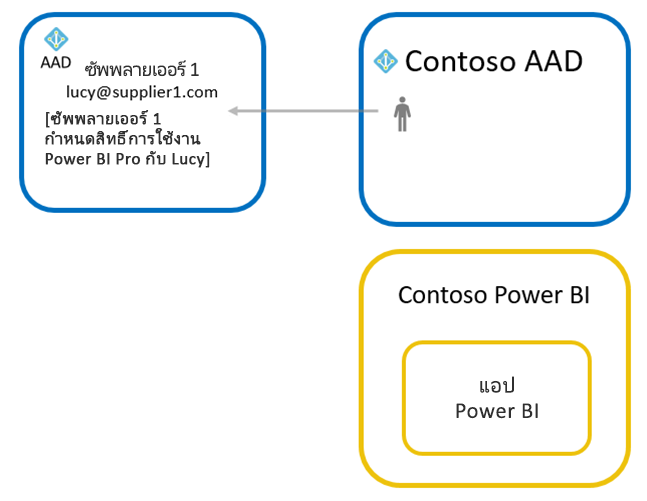 AAD
ซัพพลายเออร์ 1
lucy@supplier1.com
[ซัพพลายเออร์ 1
กำหนดสิทธิ์การใช้งาน
Power BI Pro กับ Lucy]
Contoso AAD
Contoso Power BI
แอป
Power BI